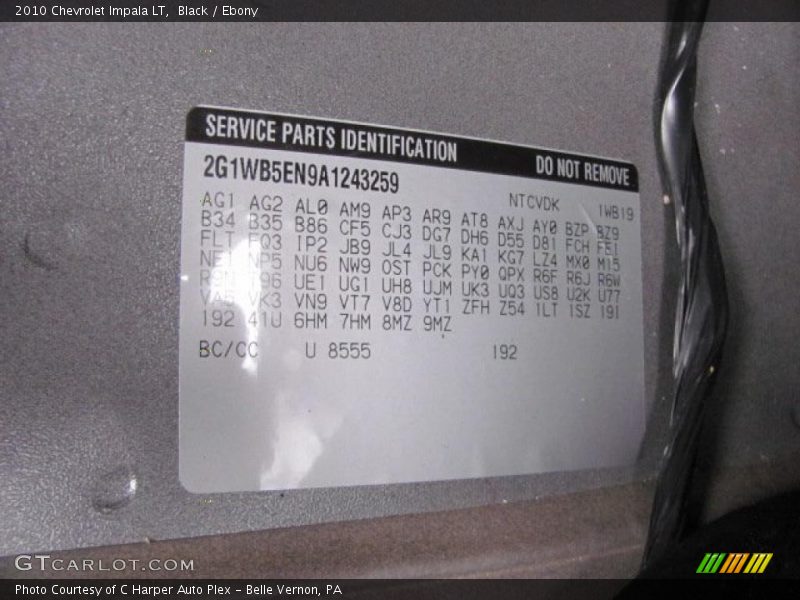 2010 Chevrolet Impala LT, Black / Ebony
SERVICE PARTS IDENTIFICATION DO NOT REMOVE
2G1WB5EN9A1243259
NTCVDK 1WB19
AG1 AG2 AL0 AM9 AP3 AR9 AT8 AXJ AY0 BZP BZ9
B34 B35 B86 CF5 CJ3 DG7 DH6 D55 D81 FCH FE1
FLT FQ3 IP2 JB9 JL4 JL9 KA1 KG7 LZ4 MX0 M15
NP5 NU6 NW9 OST PCK PY0 QPX R6F R6J R6W
UE1 UG1 UH8 UJM UK3 UQ3 US8 U2K U77
VK3 VN9 VT7 V8D YT1 ZFH Z54 1LT 1SZ 19I
192 41U 6HM 7HM 8MZ 9MZ
BC/CC U 8555 192
GTCARLOT.COM
Photo Courtesy of C Harper Auto Plex - Belle Vernon, PA